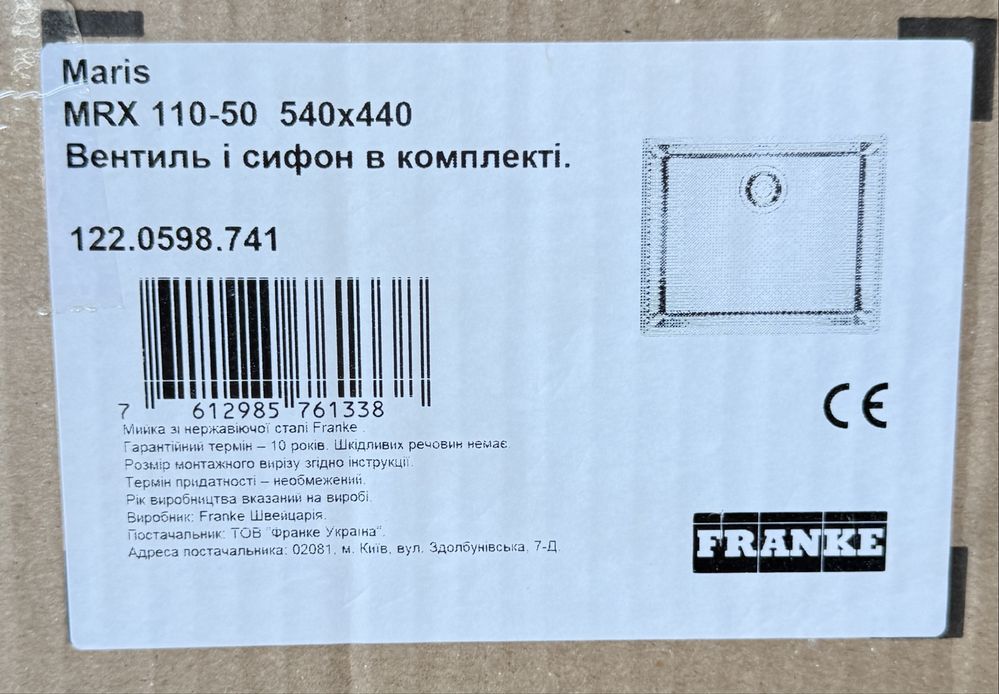 Maris
MRX 110-50 540x440
Вентиль і сифон в комплекті.
122.0598.741
7 612985 761338
Мийка зі нержавіючої сталі Franke .
Гарантійний термін – 10 років. Шкідливих речовин немає.
Розмір монтажного вирізу згідно інструкції.
Термін придатності – необмежений.
Рік виробництва вказаний на виробі.
Виробник: Franke Швейцарія.
Постачальник: ТОВ "Франке Україна".
Адреса постачальника: 02081, м. Київ, вул. Здолбунівська, 7-Д.
CE
FRANKE